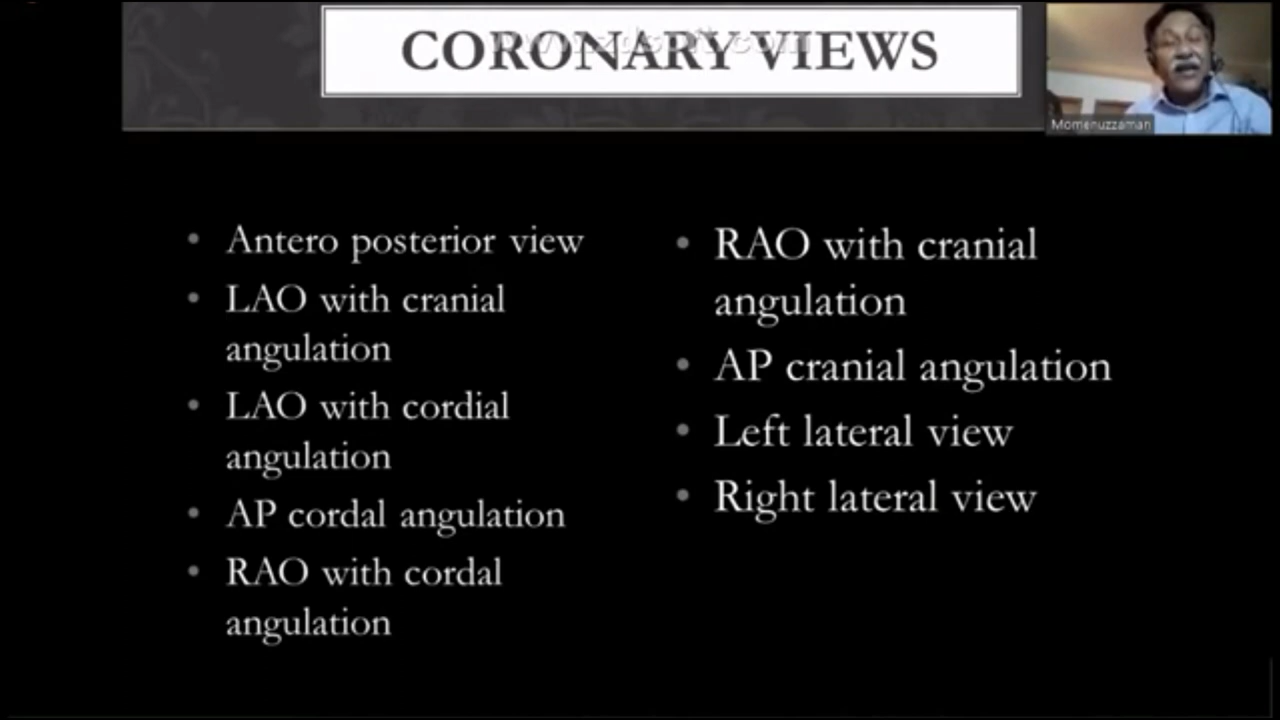 CORONARY VIEWS
Momenuzzaman
• Antero posterior view
• LAO with cranial
angulation
• LAO with cordial
angulation
• AP cordal angulation
• RAO with cordal
angulation
• RAO with cranial
angulation
• AP cranial angulation
• Left lateral view
• Right lateral view